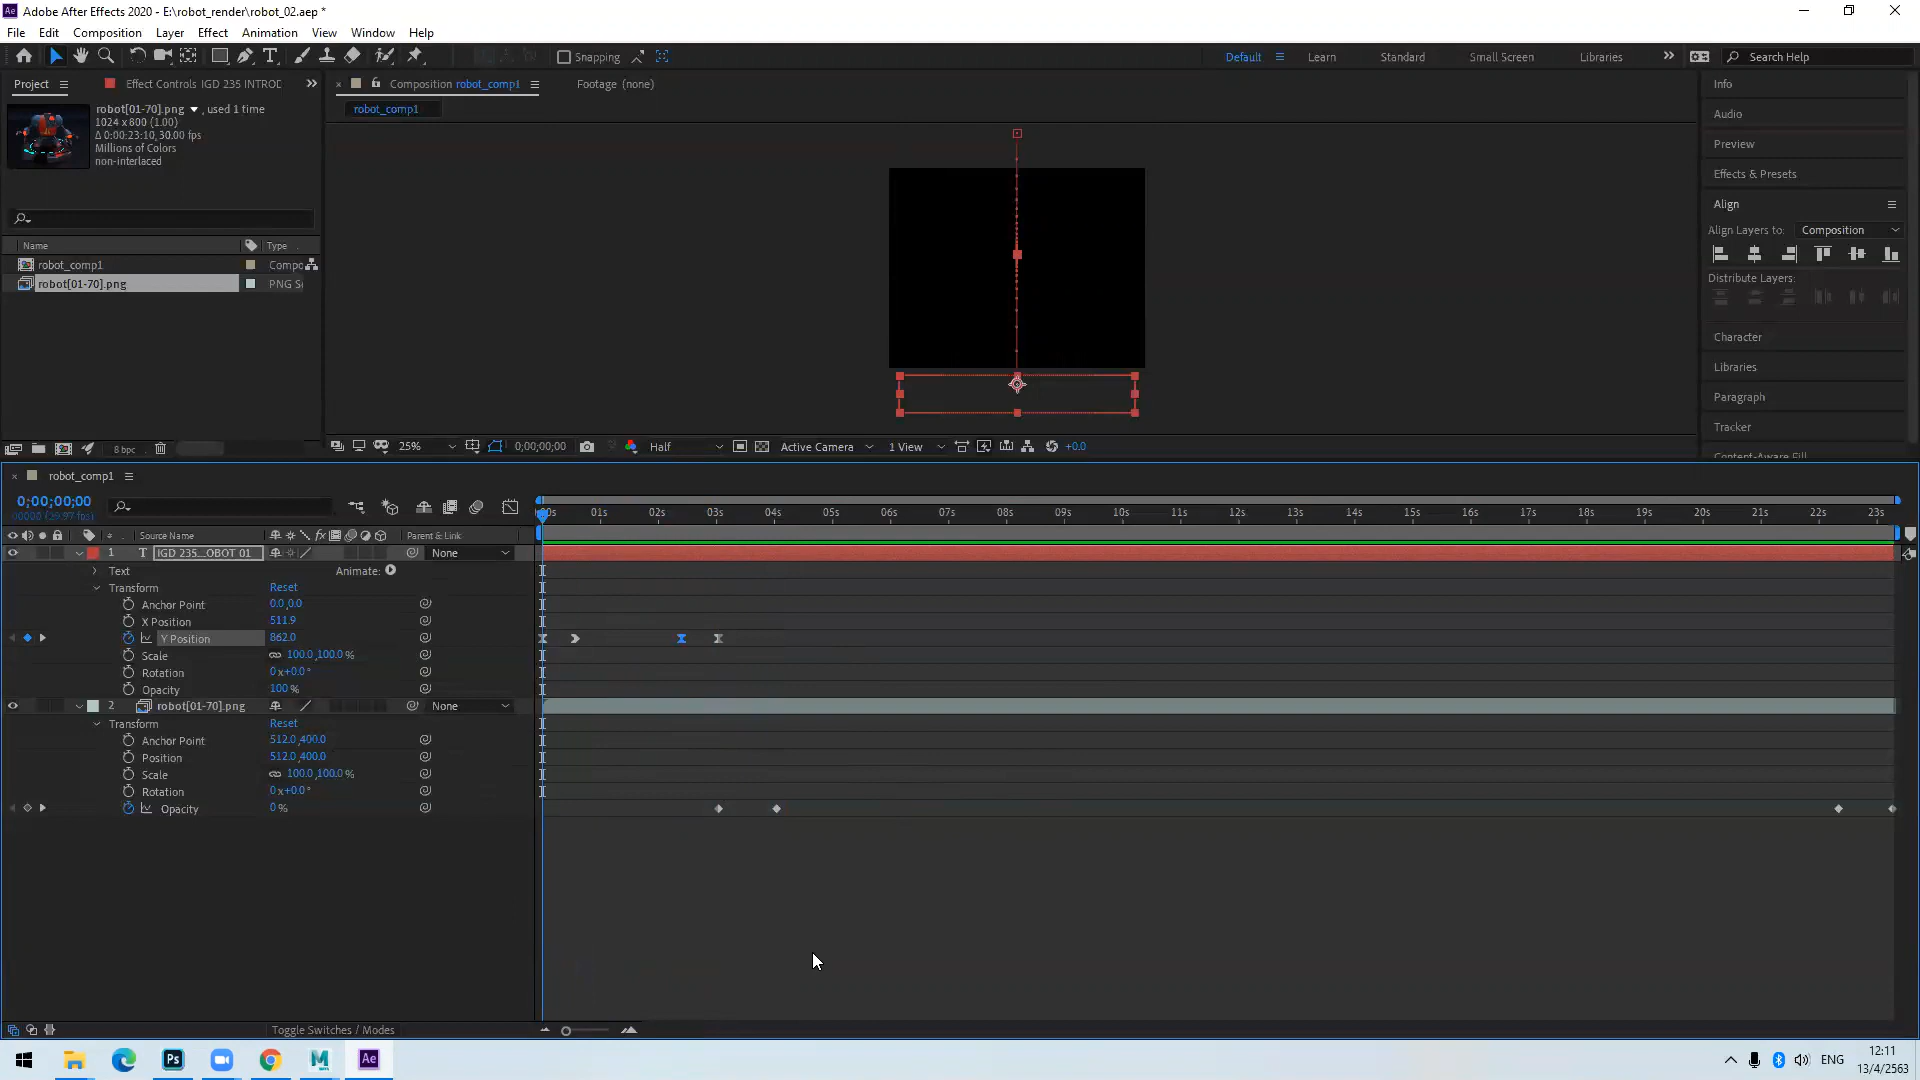 Ae Adobe After Effects 2020 - E:\robot_render\robot_02.aep *
File Edit Composition Layer Effect Animation View Window Help
Snapping Default Learn Standard Small Screen Libraries Search Help
Project Effect Controls IGD 235 INTROD Composition robot_comp1 Footage (none) Info
robot[01-70].png , used 1 time robot_comp1
1024 x 800 (1.00)
Δ 0:00:23:10, 30.00 fps
Millions of Colors
non-interlaced
Audio
Preview
Effects & Presets
Align
Align Layers to: Composition
Distribute Layers:
Name Type
robot_comp1 Compo
robot[01-70].png PNG S
Character
Libraries
Paragraph
Tracker
Content-Aware Fill
8 bpc 25% 0;00;00;00 Half Active Camera 1 View +0.0
robot_comp1
0;00;00;00
00000 (29.97 fps)
:00s 01s 02s 03s 04s 05s 06s 07s 08s 09s 10s 11s 12s 13s 14s 15s 16s 17s 18s 19s 20s 21s 22s 23s
# Source Name fx Parent & Link
1 T IGD 235...OBOT 01 None
Text Animate:
Transform Reset
Anchor Point 0.0,0.0
X Position 511.9
Y Position 862.0
Scale 100.0,100.0 %
Rotation 0x+0.0°
Opacity 100 %
2 robot[01-70].png None
Transform Reset
Anchor Point 512.0,400.0
Position 512.0,400.0
Scale 100.0,100.0 %
Rotation 0x+0.0°
Opacity 0 %
Toggle Switches / Modes
Ps M Ae ENG
12:11
13/4/2563